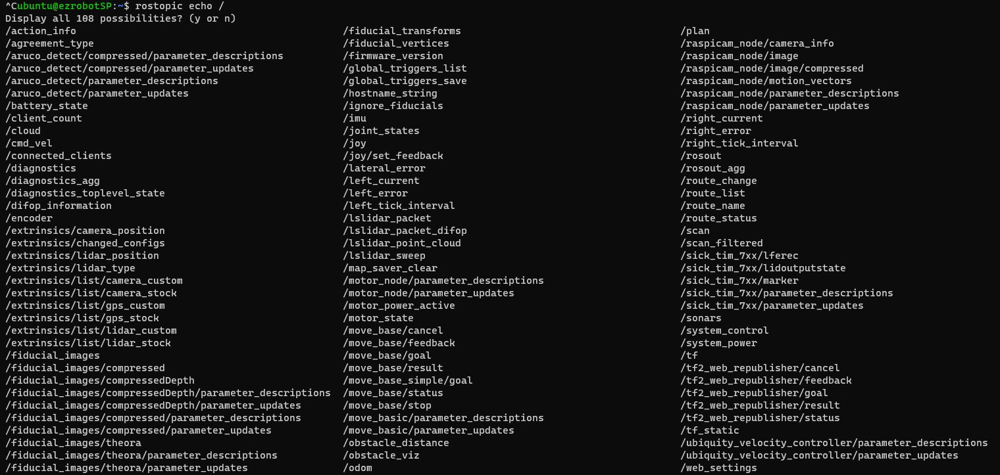 ^Cubuntu@ezrobotSP:~$ rostopic echo /
Display all 108 possibilities? (y or n)
/action_info /fiducial_transforms /plan
/agreement_type /fiducial_vertices /raspicam_node/camera_info
/aruco_detect/compressed/parameter_descriptions /firmware_version /raspicam_node/image
/aruco_detect/compressed/parameter_updates /global_triggers_list /raspicam_node/image/compressed
/aruco_detect/parameter_descriptions /global_triggers_save /raspicam_node/motion_vectors
/aruco_detect/parameter_updates /hostname_string /raspicam_node/parameter_descriptions
/battery_state /ignore_fiducials /raspicam_node/parameter_updates
/client_count /imu /right_current
/cloud /joint_states /right_error
/cmd_vel /joy /right_tick_interval
/connected_clients /joy/set_feedback /rosout
/diagnostics /lateral_error /rosout_agg
/diagnostics_agg /left_current /route_change
/diagnostics_toplevel_state /left_error /route_list
/difop_information /left_tick_interval /route_name
/encoder /lslidar_packet /route_status
/extrinsics/camera_position /lslidar_packet_difop /scan
/extrinsics/changed_configs /lslidar_point_cloud /scan_filtered
/extrinsics/lidar_position /lslidar_sweep /sick_tim_7xx/lferec
/extrinsics/lidar_type /map_saver_clear /sick_tim_7xx/lidoutputstate
/extrinsics/list/camera_custom /motor_node/parameter_descriptions /sick_tim_7xx/marker
/extrinsics/list/camera_stock /motor_node/parameter_updates /sick_tim_7xx/parameter_descriptions
/extrinsics/list/gps_custom /motor_power_active /sick_tim_7xx/parameter_updates
/extrinsics/list/gps_stock /motor_state /sonars
/extrinsics/list/lidar_custom /move_base/cancel /system_control
/extrinsics/list/lidar_stock /move_base/feedback /system_power
/fiducial_images /move_base/goal /tf
/fiducial_images/compressed /move_base/result /tf2_web_republisher/cancel
/fiducial_images/compressedDepth /move_base_simple/goal /tf2_web_republisher/feedback
/fiducial_images/compressedDepth/parameter_descriptions /move_base/status /tf2_web_republisher/goal
/fiducial_images/compressedDepth/parameter_updates /move_base/stop /tf2_web_republisher/result
/fiducial_images/compressed/parameter_descriptions /move_basic/parameter_descriptions /tf2_web_republisher/status
/fiducial_images/compressed/parameter_updates /move_basic/parameter_updates /tf_static
/fiducial_images/theora /obstacle_distance /ubiquity_velocity_controller/parameter_descriptions
/fiducial_images/theora/parameter_descriptions /obstacle_viz /ubiquity_velocity_controller/parameter_updates
/fiducial_images/theora/parameter_updates /odom /web_settings